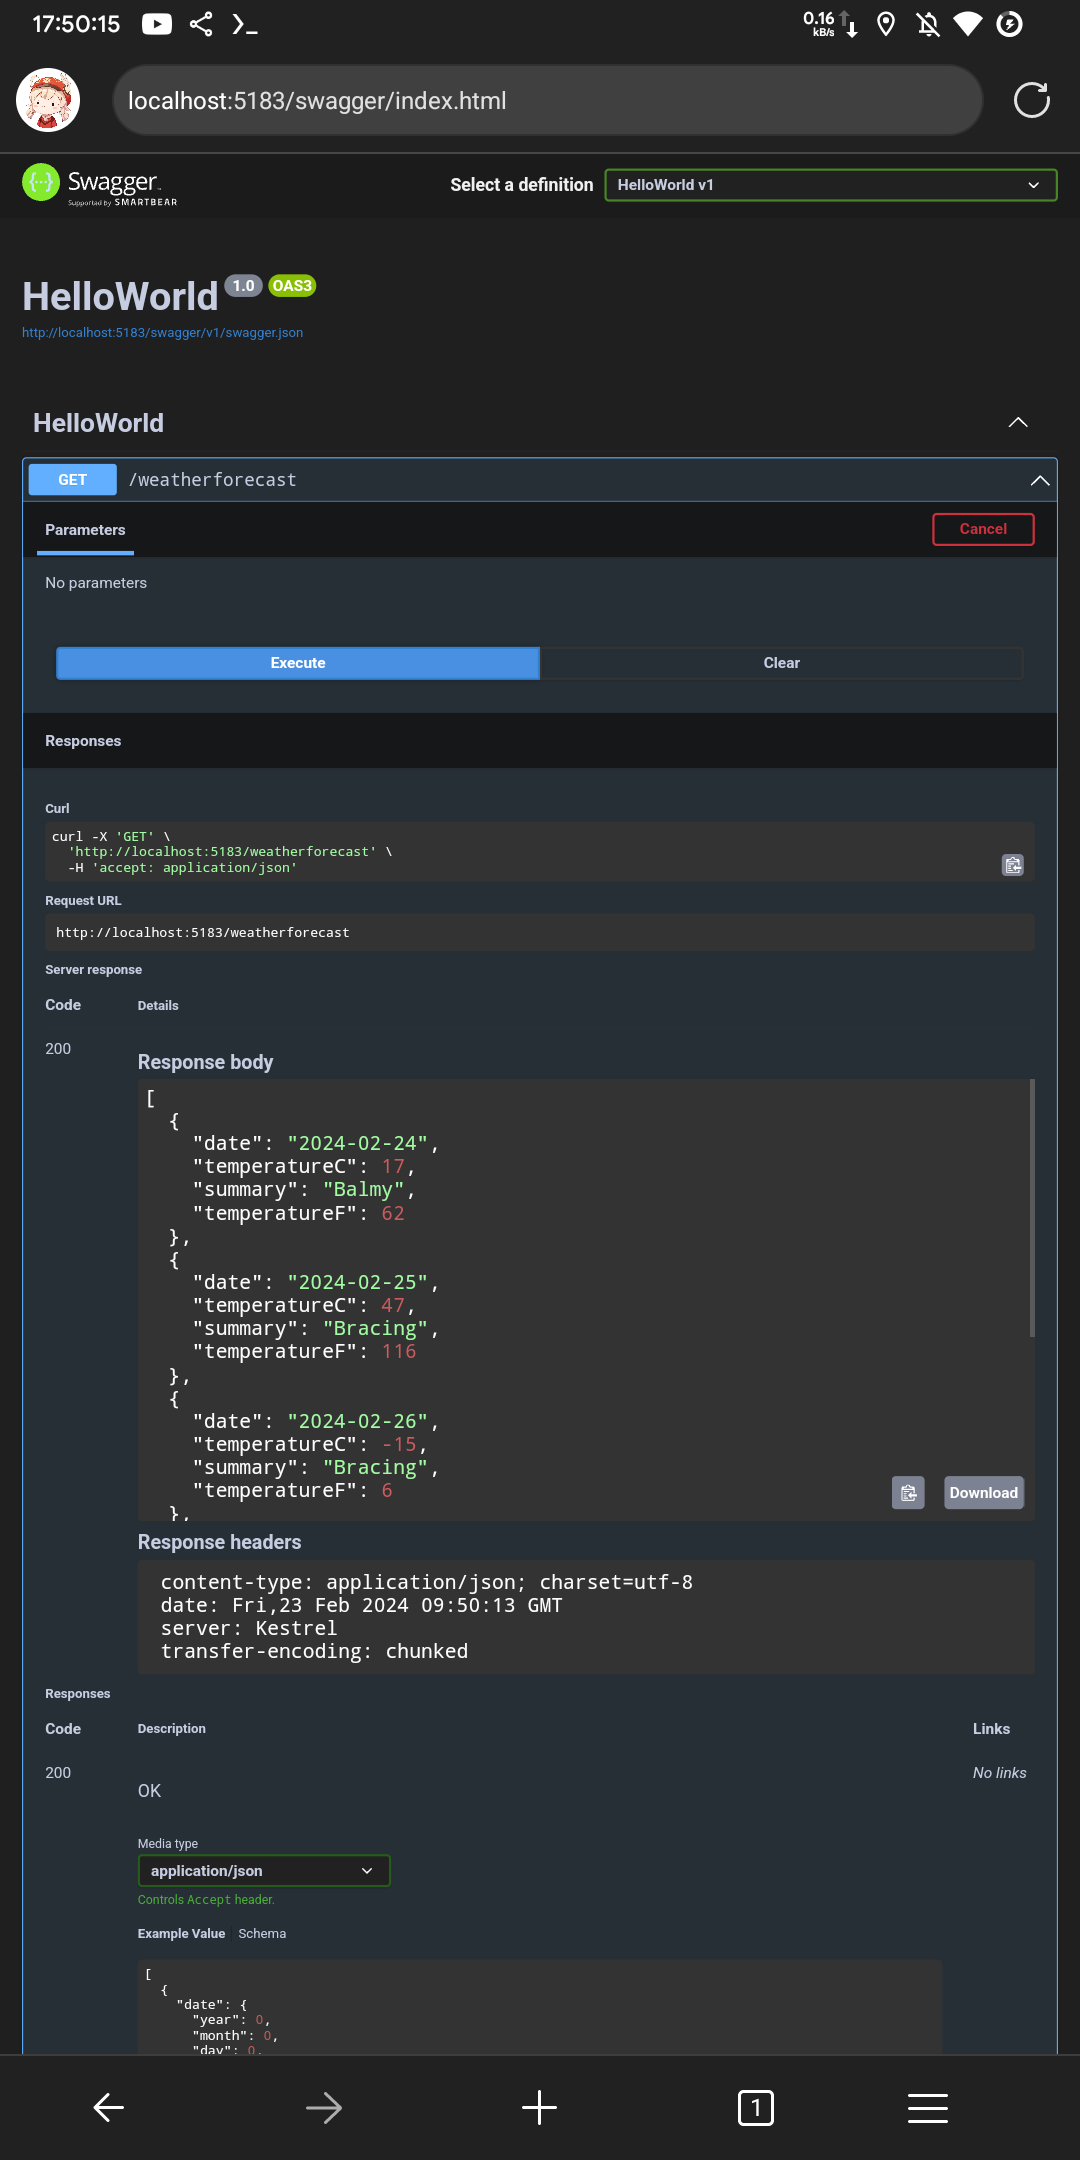 17:50:15
0.16
kB/s
localhost:5183/swagger/index.html
Swagger
Supported by SMARTBEAR
Select a definition
HelloWorld v1
HelloWorld 1.0 OAS3
http://localhost:5183/swagger/v1/swagger.json
HelloWorld
GET /weatherforecast
Parameters
Cancel
No parameters
Execute
Clear
Responses
Curl
curl -X 'GET' \
'http://localhost:5183/weatherforecast' \
-H 'accept: application/json'
Request URL
http://localhost:5183/weatherforecast
Server response
Code Details
200
Response body
[
{
"date": "2024-02-24",
"temperatureC": 17,
"summary": "Balmy",
"temperatureF": 62
},
{
"date": "2024-02-25",
"temperatureC": 47,
"summary": "Bracing",
"temperatureF": 116
},
{
"date": "2024-02-26",
"temperatureC": -15,
"summary": "Bracing",
"temperatureF": 6
},
Download
Response headers
content-type: application/json; charset=utf-8
date: Fri,23 Feb 2024 09:50:13 GMT
server: Kestrel
transfer-encoding: chunked
Responses
Code Description Links
200
OK
No links
Media type
application/json
Controls Accept header.
Example Value Schema
[
{
"date": {
"year": 0,
"month": 0,
"day": 0,
1